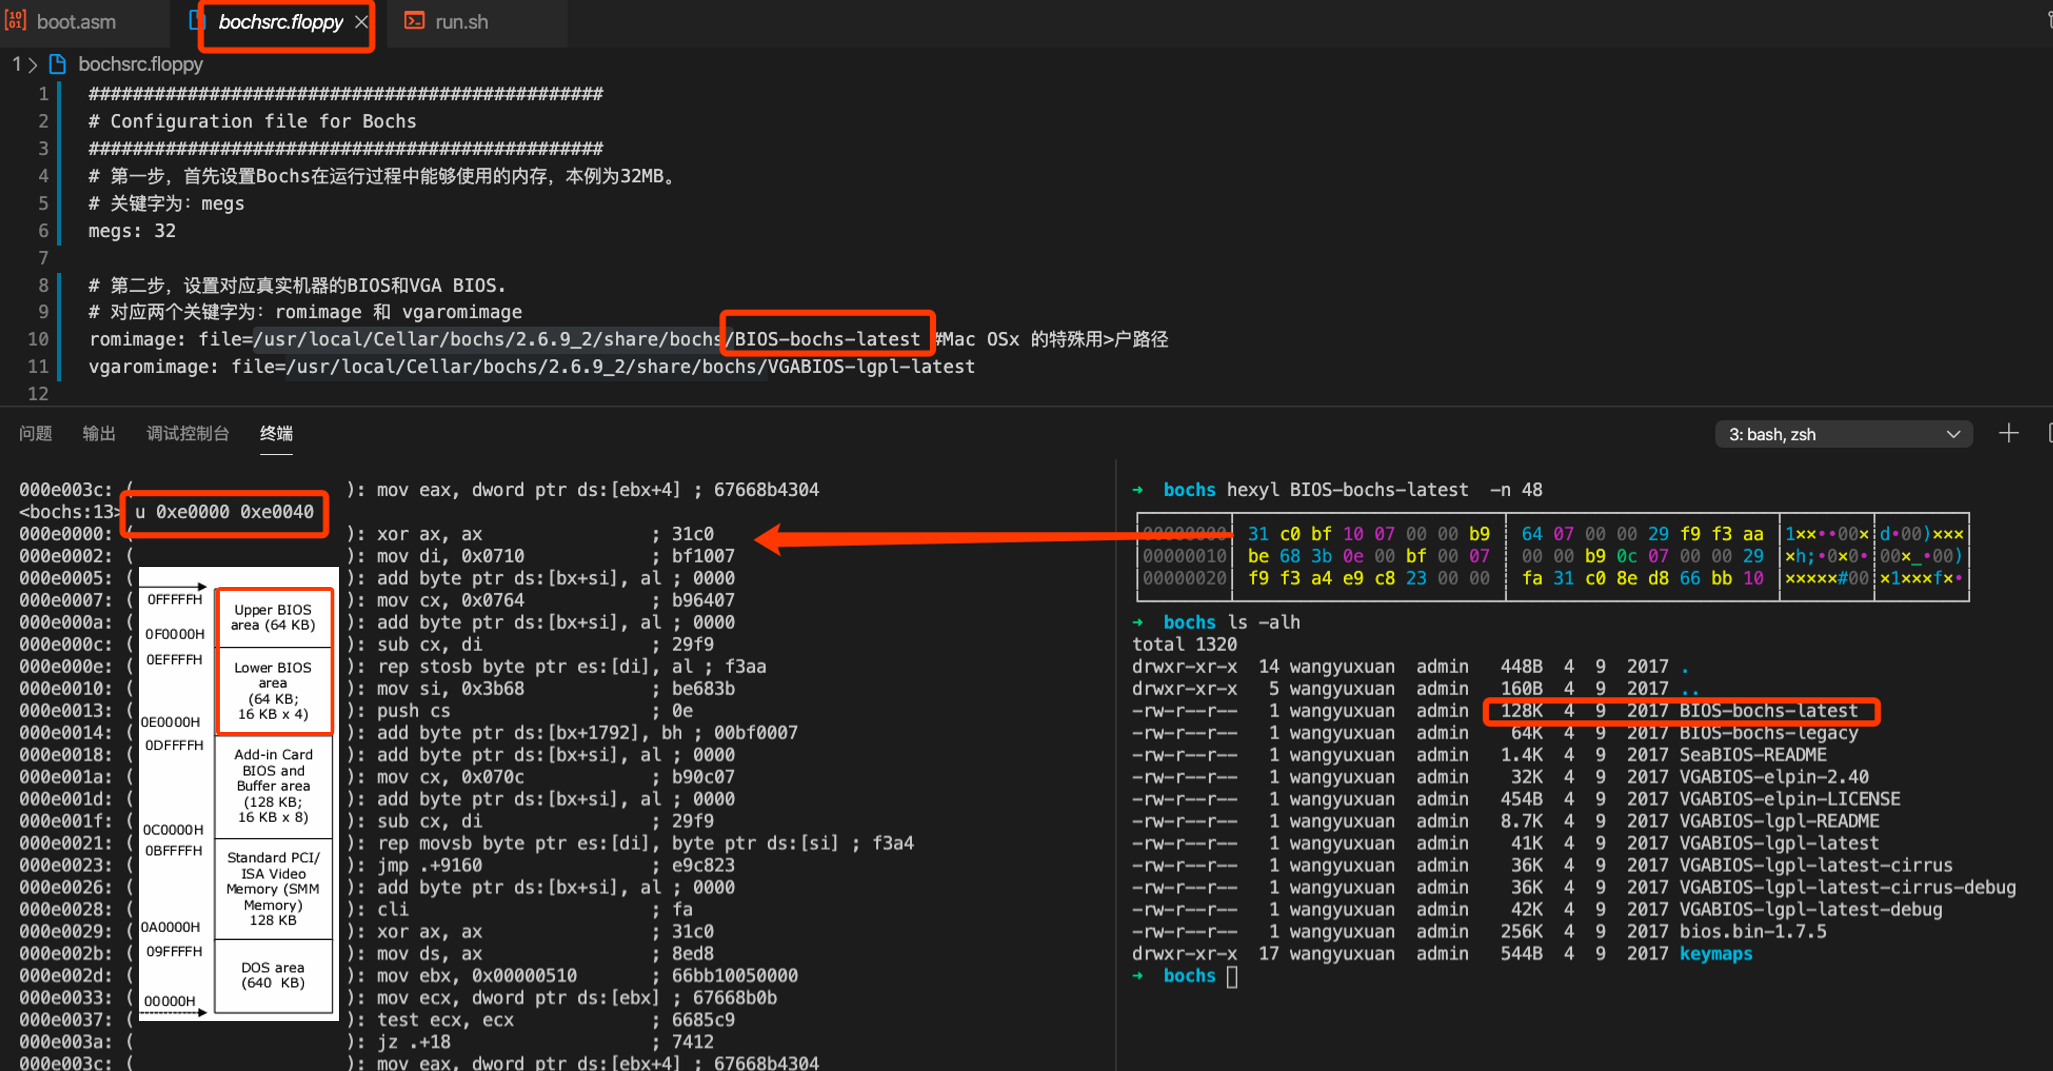 boot.asm
bochsrc.floppy
run.sh
1 > bochsrc.floppy
1 ###############################################
2 # Configuration file for Bochs
3 ###############################################
4 # 第一步，首先设置Bochs在运行过程中能够使用的内存，本例为32MB。
5 # 关键字为：megs
6 megs: 32
7
8 # 第二步，设置对应真实机器的BIOS和VGA BIOS.
9 # 对应两个关键字为：romimage 和 vgaromimage
10 romimage: file=/usr/local/Cellar/bochs/2.6.9_2/share/bochs/BIOS-bochs-latest #Mac OSx 的特殊用>户路径
11 vgaromimage: file=/usr/local/Cellar/bochs/2.6.9_2/share/bochs/VGABIOS-lgpl-latest
12
问题 输出 调试控制台 终端
3: bash, zsh
000e003c: ( ): mov eax, dword ptr ds:[ebx+4] ; 67668b4304
<bochs:13> u 0xe0000 0xe0040
000e0000: ( ): xor ax, ax ; 31c0
000e0002: ( ): mov di, 0x0710 ; bf1007
000e0005: ( ): add byte ptr ds:[bx+si], al ; 0000
000e0007: ( ): mov cx, 0x0764 ; b96407
000e000a: ( ): add byte ptr ds:[bx+si], al ; 0000
000e000c: ( ): sub cx, di ; 29f9
000e000e: ( ): rep stosb byte ptr es:[di], al ; f3aa
000e0010: ( ): mov si, 0x3b68 ; be683b
000e0013: ( ): push cs ; 0e
000e0014: ( ): add byte ptr ds:[bx+1792], bh ; 00bf0007
000e0018: ( ): add byte ptr ds:[bx+si], al ; 0000
000e001a: ( ): mov cx, 0x070c ; b90c07
000e001d: ( ): add byte ptr ds:[bx+si], al ; 0000
000e001f: ( ): sub cx, di ; 29f9
000e0021: ( ): rep movsb byte ptr es:[di], byte ptr ds:[si] ; f3a4
000e0023: ( ): jmp .+9160 ; e9c823
000e0026: ( ): add byte ptr ds:[bx+si], al ; 0000
000e0028: ( ): cli ; fa
000e0029: ( ): xor ax, ax ; 31c0
000e002b: ( ): mov ds, ax ; 8ed8
000e002d: ( ): mov ebx, 0x00000510 ; 66bb10050000
000e0033: ( ): mov ecx, dword ptr ds:[ebx] ; 67668b0b
000e0037: ( ): test ecx, ecx ; 6685c9
000e003a: ( ): jz .+18 ; 7412
000e003c: ( ): mov eax, dword ptr ds:[ebx+4] ; 67668b4304
0FFFFFH
Upper BIOS
area (64 KB)
0F0000H
0EFFFFH
Lower BIOS
area
(64 KB;
16 KB x 4)
0E0000H
0DFFFFH
Add-in Card
BIOS and
Buffer area
(128 KB;
16 KB x 8)
0C0000H
0BFFFFH
Standard PCI/
ISA Video
Memory (SMM
Memory)
128 KB
0A0000H
09FFFFH
DOS area
(640 KB)
00000H
➜ bochs hexyl BIOS-bochs-latest -n 48
00000000 31 c0 bf 10 07 00 00 b9 64 07 00 00 29 f9 f3 aa 1××••00× d•00)×××
00000010 be 68 3b 0e 00 bf 00 07 00 00 b9 0c 07 00 00 29 ×h;•0×0• 00×_•00)
00000020 f9 f3 a4 e9 c8 23 00 00 fa 31 c0 8e d8 66 bb 10 ×××××#00 ×1×××f×•
➜ bochs ls -alh
total 1320
drwxr-xr-x 14 wangyuxuan admin 448B 4 9 2017 .
drwxr-xr-x 5 wangyuxuan admin 160B 4 9 2017 ..
-rw-r--r-- 1 wangyuxuan admin 128K 4 9 2017 BIOS-bochs-latest
-rw-r--r-- 1 wangyuxuan admin 64K 4 9 2017 BIOS-bochs-legacy
-rw-r--r-- 1 wangyuxuan admin 1.4K 4 9 2017 SeaBIOS-README
-rw-r--r-- 1 wangyuxuan admin 32K 4 9 2017 VGABIOS-elpin-2.40
-rw-r--r-- 1 wangyuxuan admin 454B 4 9 2017 VGABIOS-elpin-LICENSE
-rw-r--r-- 1 wangyuxuan admin 8.7K 4 9 2017 VGABIOS-lgpl-README
-rw-r--r-- 1 wangyuxuan admin 41K 4 9 2017 VGABIOS-lgpl-latest
-rw-r--r-- 1 wangyuxuan admin 36K 4 9 2017 VGABIOS-lgpl-latest-cirrus
-rw-r--r-- 1 wangyuxuan admin 36K 4 9 2017 VGABIOS-lgpl-latest-cirrus-debug
-rw-r--r-- 1 wangyuxuan admin 42K 4 9 2017 VGABIOS-lgpl-latest-debug
-rw-r--r-- 1 wangyuxuan admin 256K 4 9 2017 bios.bin-1.7.5
drwxr-xr-x 17 wangyuxuan admin 544B 4 9 2017 keymaps
➜ bochs